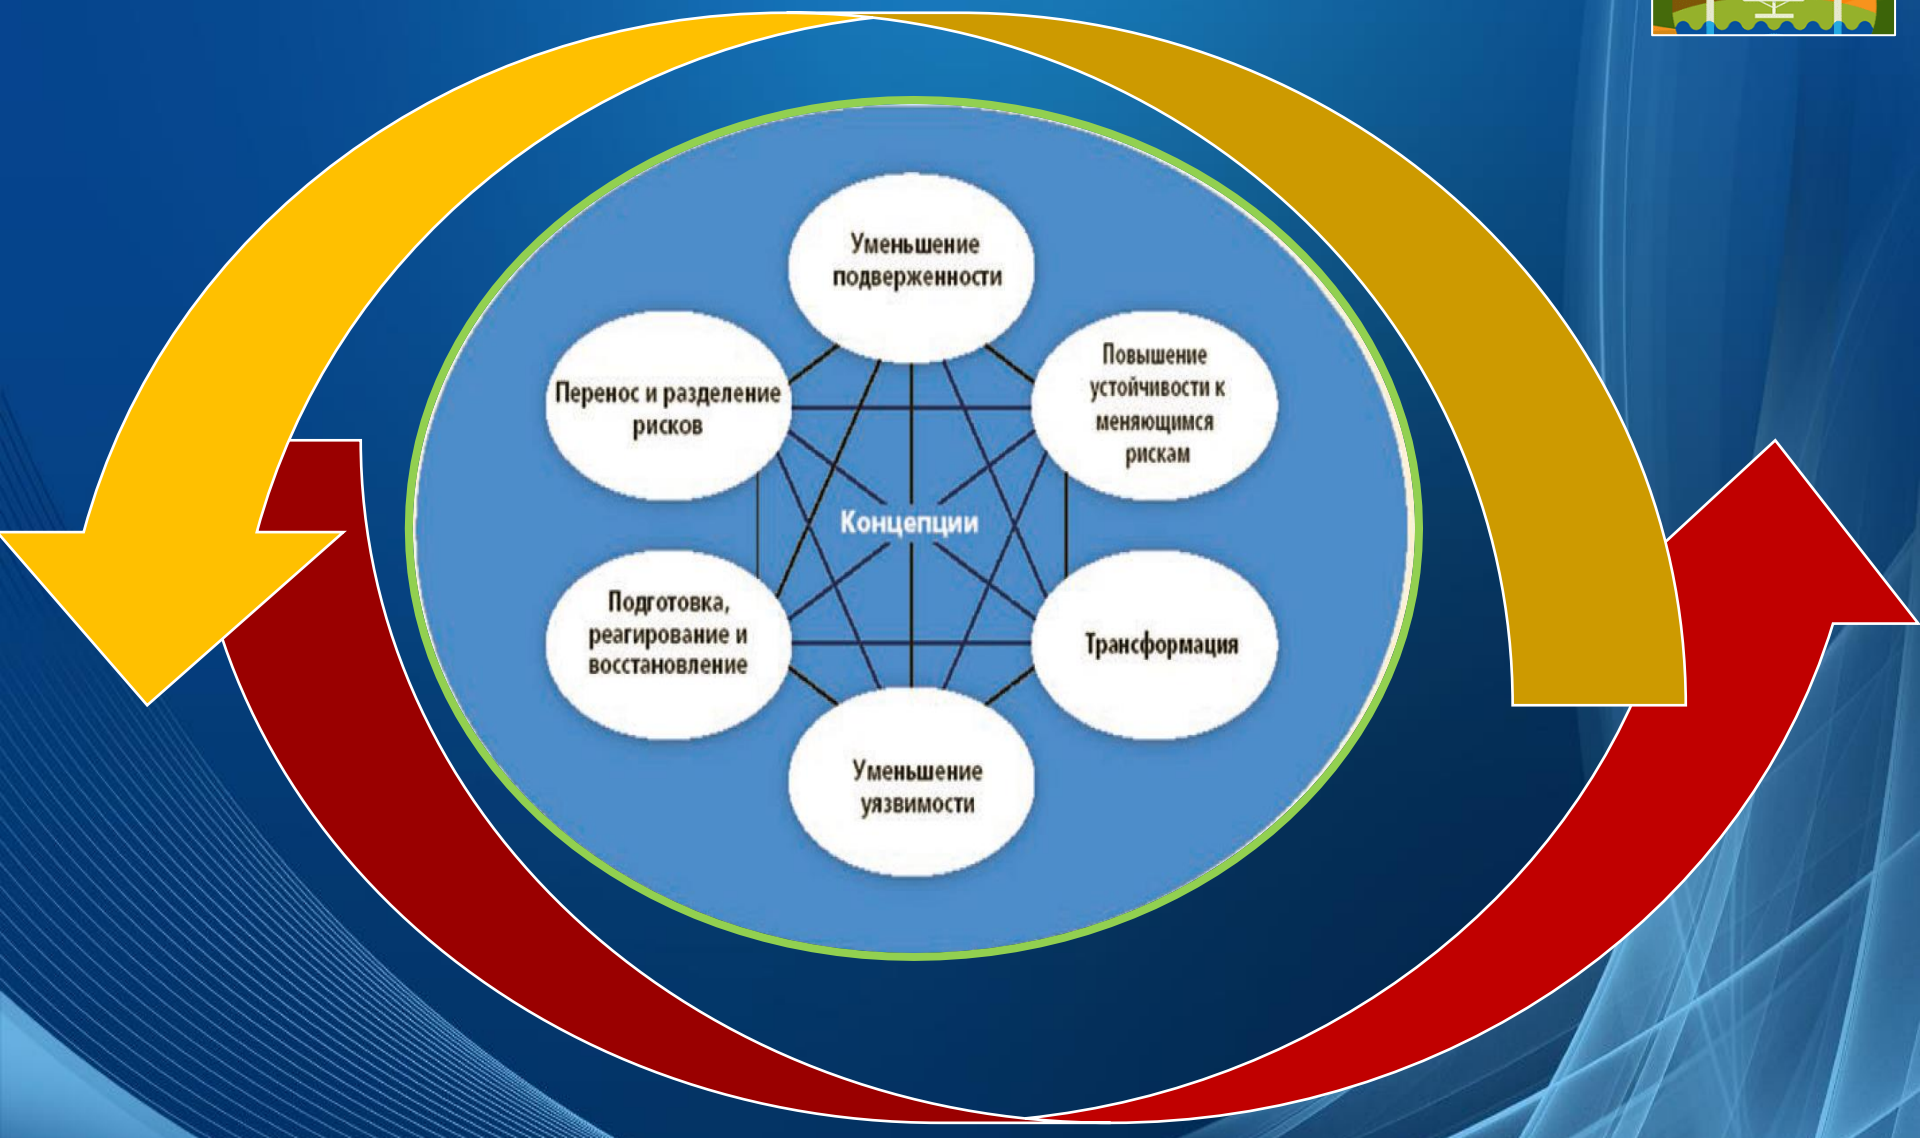 Уменьшение
подверженности
Повышение
устойчивости к
меняющимся
рискам
Перенос и разделение
рисков
Концепции
Подготовка,
реагирование и
восстановление
Трансформация
Уменьшение
уязвимости